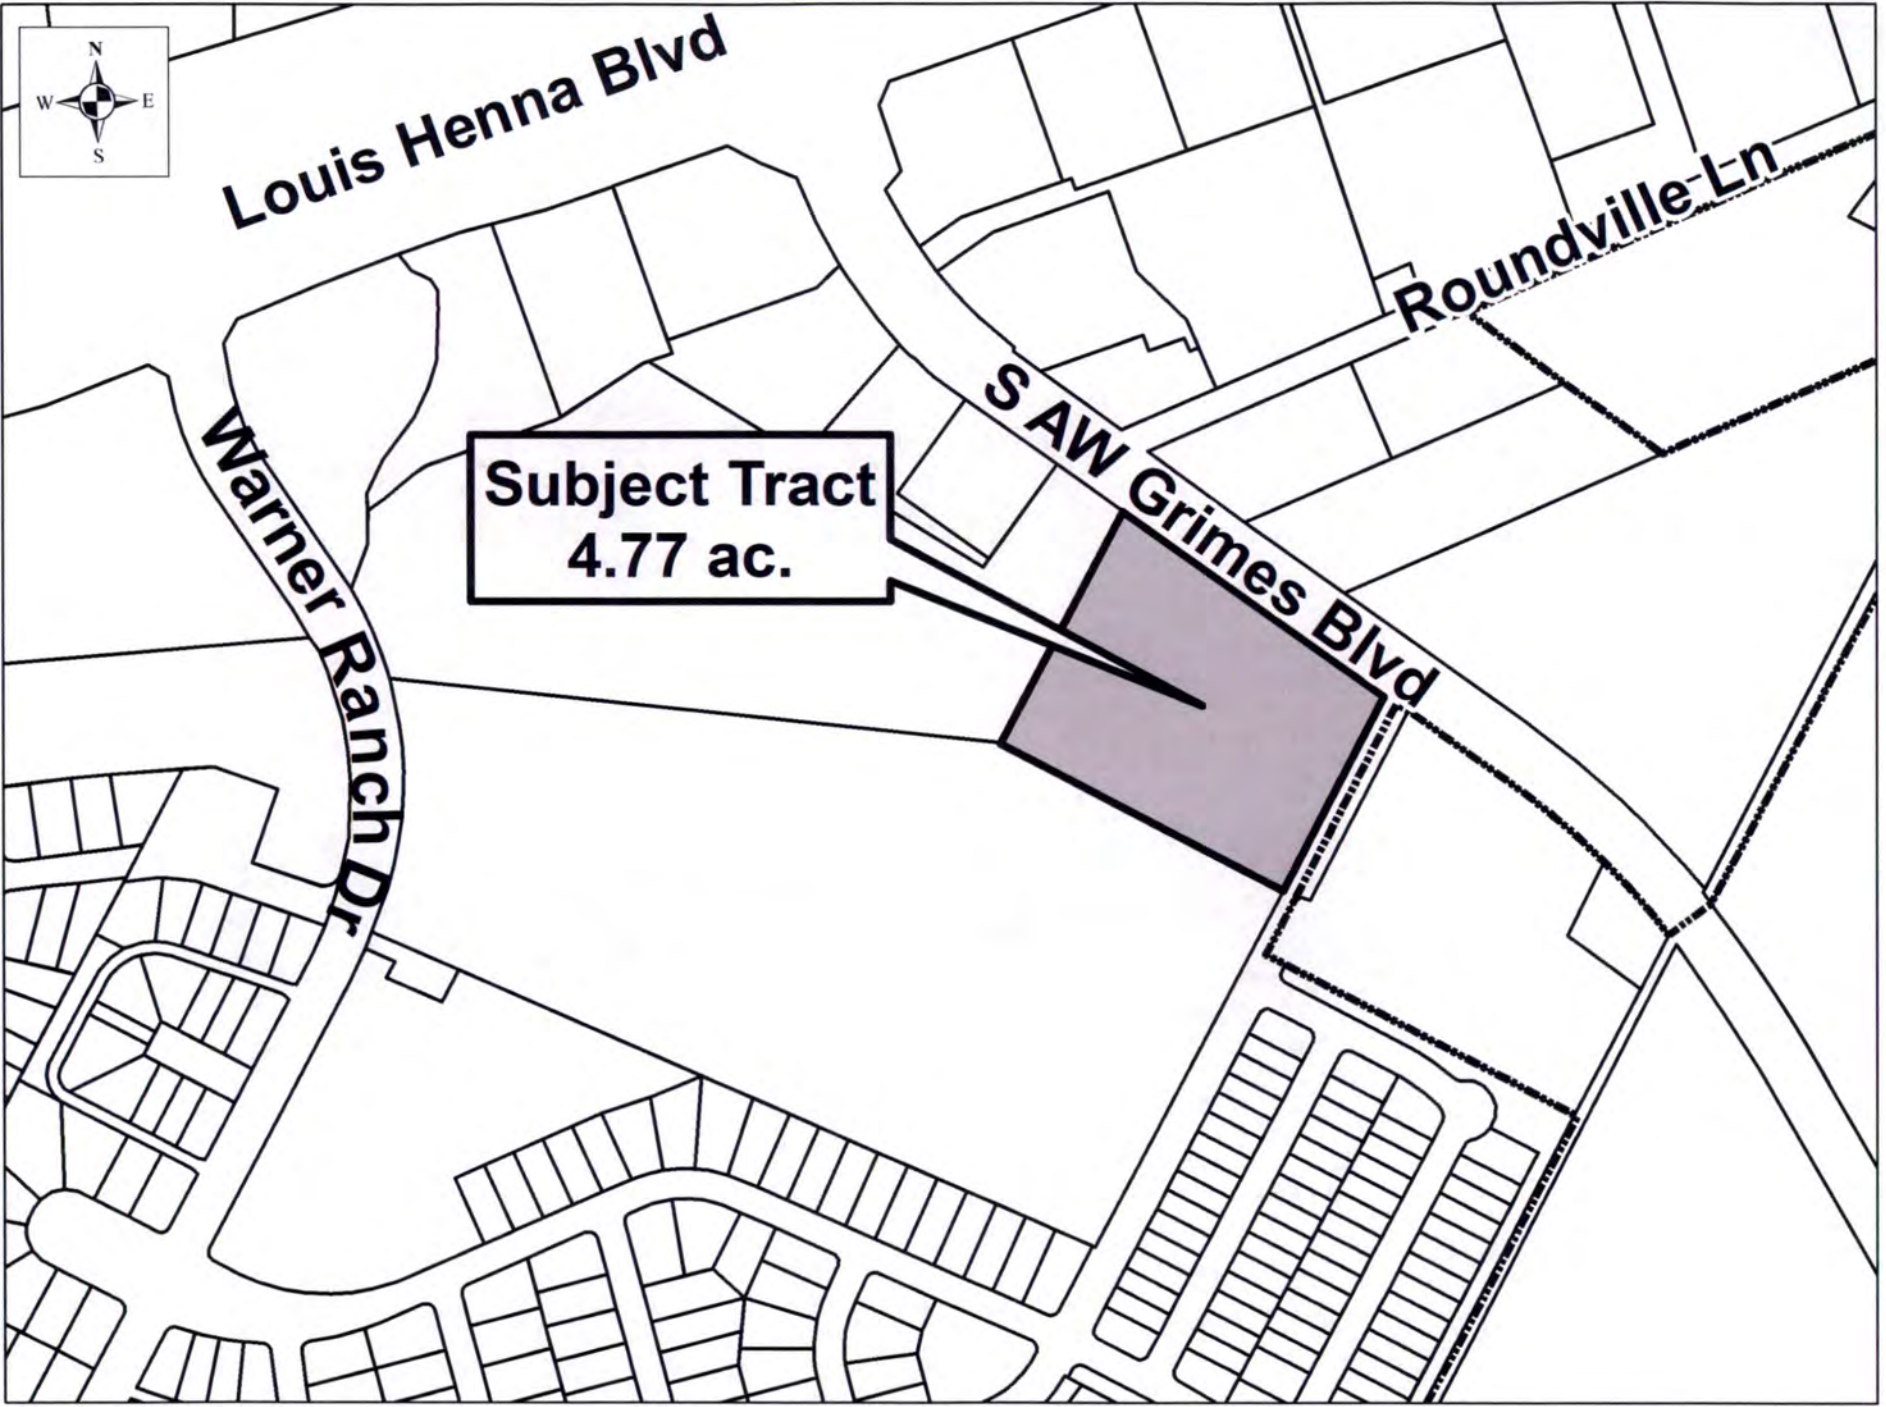 N
W E
S
Louis Henna Blvd
Roundville Ln
S AW Grimes Blvd
Warner Ranch Dr
Subject Tract
4.77 ac.